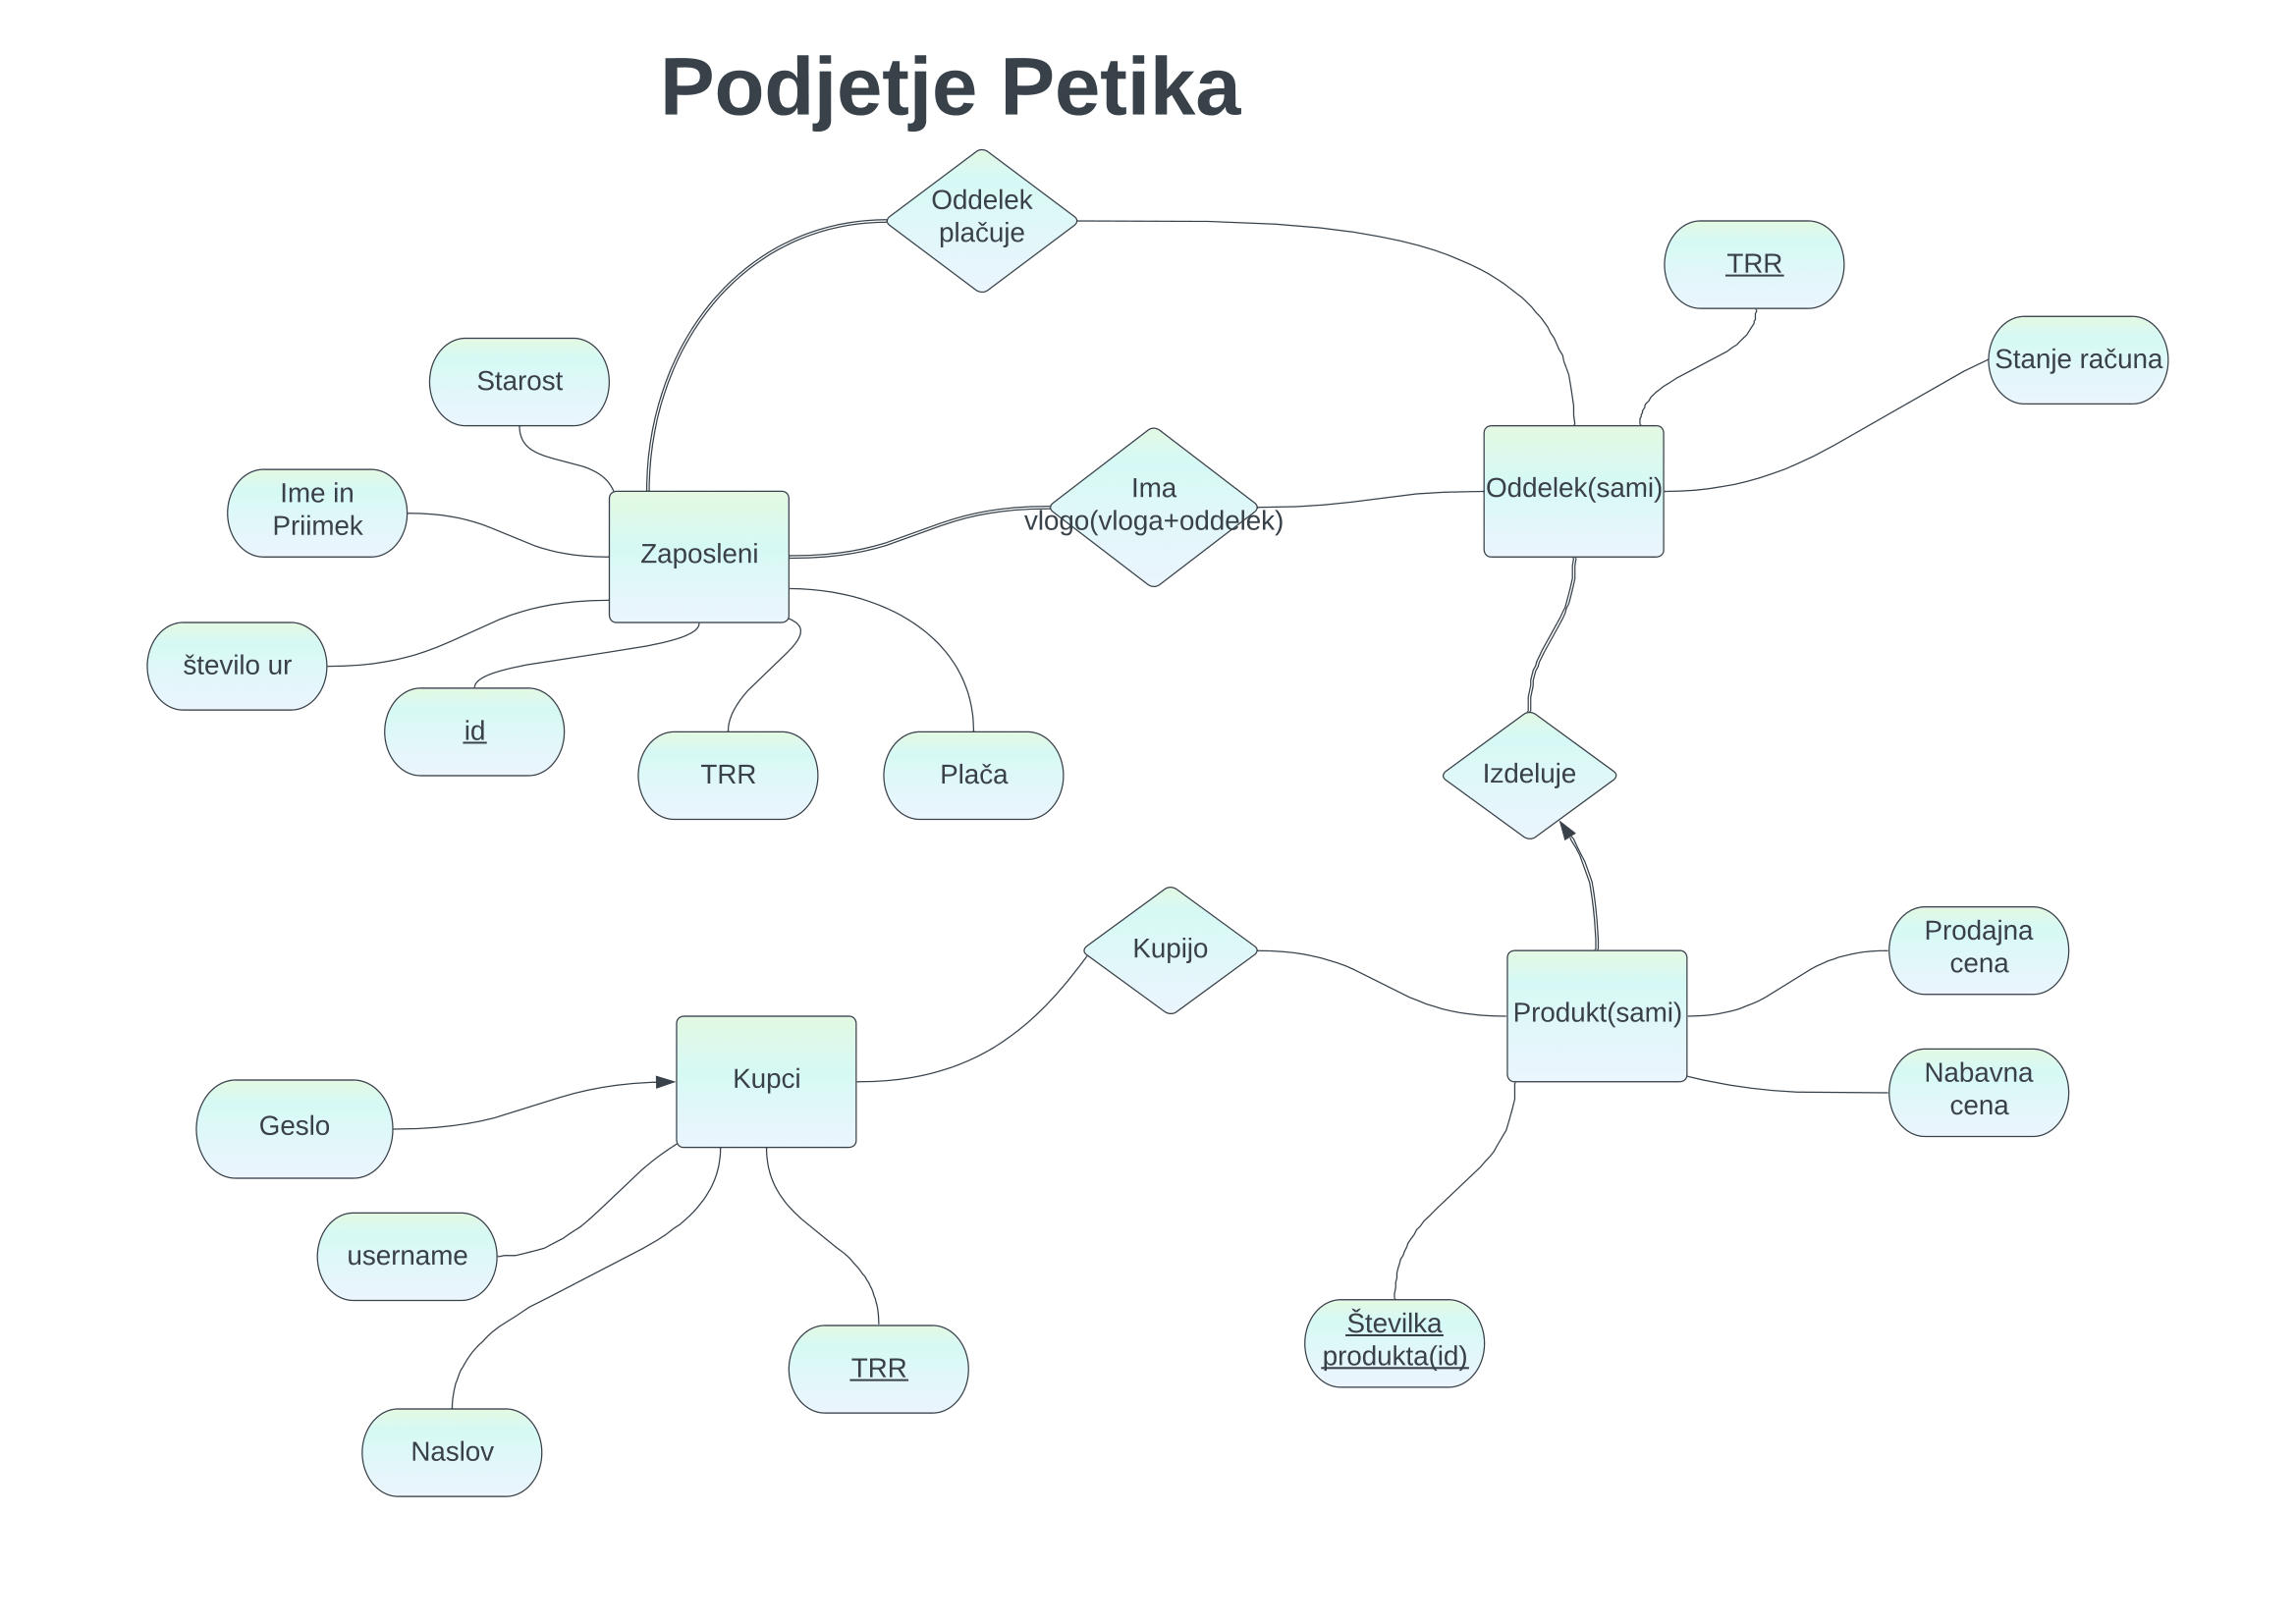 Podjetje Petika
Oddelek
plačuje
TRR
Stanje računa
Starost
Ime in
Priimek
Ima
vlogo(vloga+oddelek)
Oddelek(sami)
Zaposleni
število ur
id
TRR
Plača
Izdeluje
Kupijo
Prodajna
cena
Produkt(sami)
Nabavna
cena
Kupci
Geslo
username
Številka
produkta(id)
TRR
Naslov